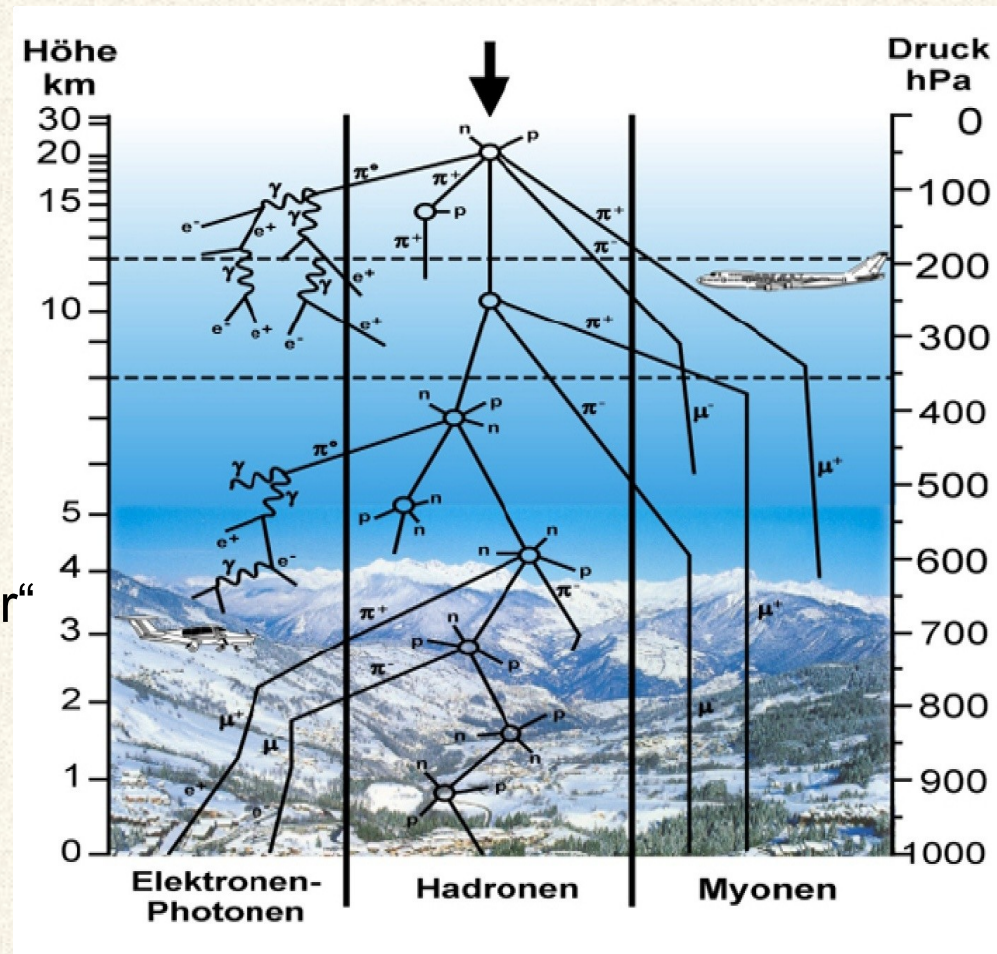 Höhe
km
Druck
hPa
30
20
15
10
5
4
3
2
1
0
0
100
200
300
400
500
600
700
800
900
1000
n
p
π°
π⁺
p
π⁺
π⁺
π⁻
γ
γ
e⁻
e⁺
γ
γ
e⁺
e⁻
e⁺
e⁻
e⁺
π⁺
π⁻
μ⁻
μ⁺
n
p
n
π°
γ
γ
n
p
n
e⁺
e⁻
γ
n
n
p
π⁻
π⁺
r“
n
p
p
π⁻
μ⁺
μ⁺
μ⁻
μ
p
n
n
n
p
p
e⁺
e⁻
Elektronen-
Photonen
Hadronen
Myonen